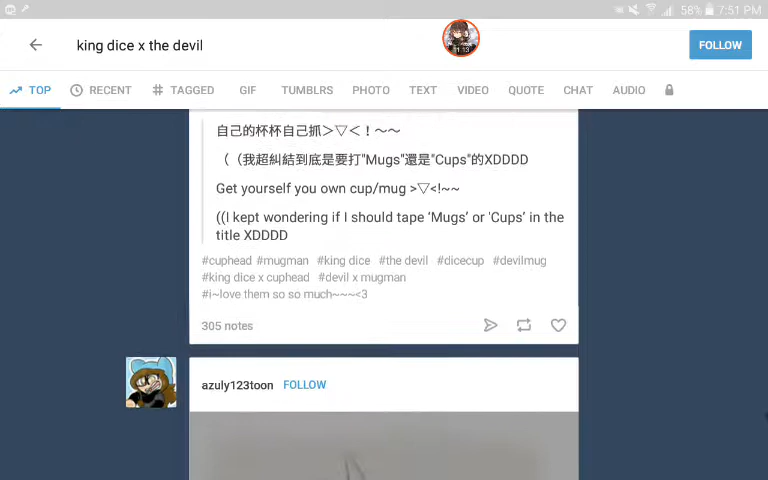 58% 7:51 PM
king dice x the devil
11:13
FOLLOW
TOP RECENT TAGGED GIF TUMBLRS PHOTO TEXT VIDEO QUOTE CHAT AUDIO
自己的杯杯自己抓>▽<！～～
（（我超糾結到底是要打"Mugs"還是"Cups"的XDDDD
Get yourself you own cup/mug >▽<!~~
((I kept wondering if I should tape ‘Mugs’ or ‘Cups’ in the
title XDDDD
#cuphead #mugman #king dice #the devil #dicecup #devilmug
#king dice x cuphead #devil x mugman
#i~love them so so much~~~<3
305 notes
azuly123toon FOLLOW